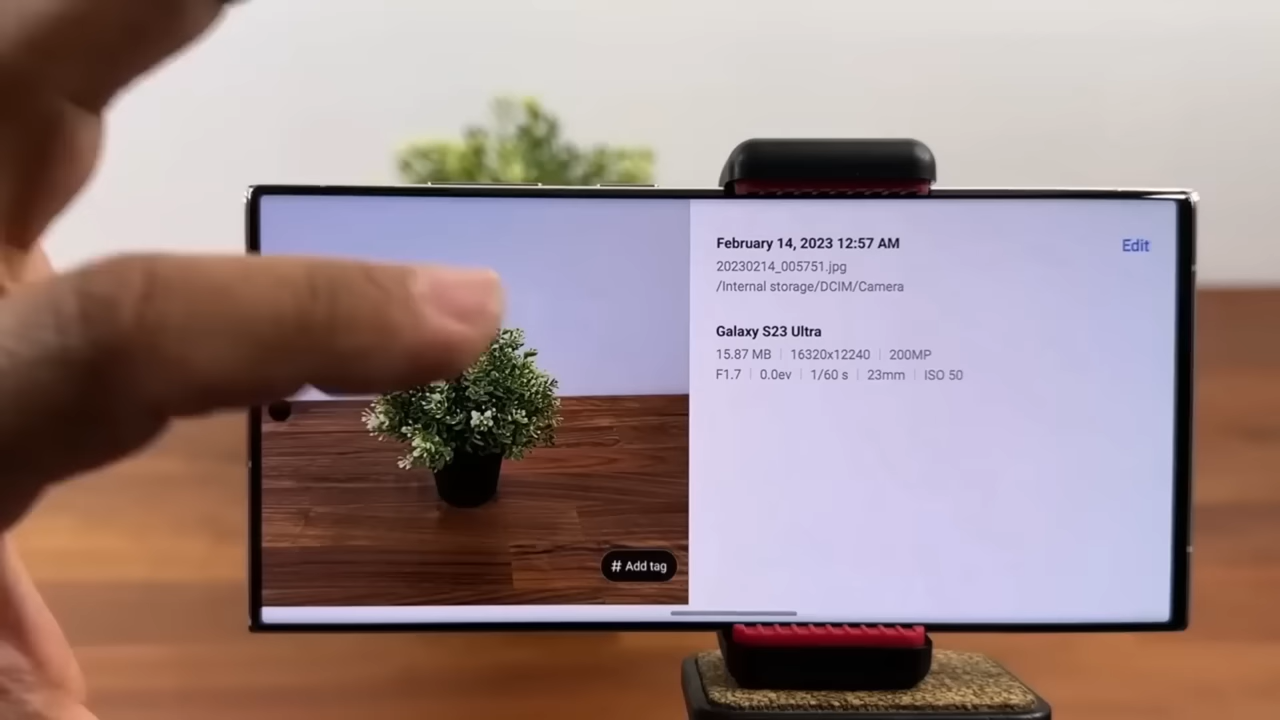 February 14, 2023 12:57 AM
Edit
20230214_005751.jpg
/Internal storage/DCIM/Camera
Galaxy S23 Ultra
15.87 MB | 16320x12240 | 200MP
F1.7 | 0.0ev | 1/60 s | 23mm | ISO 50
# Add tag